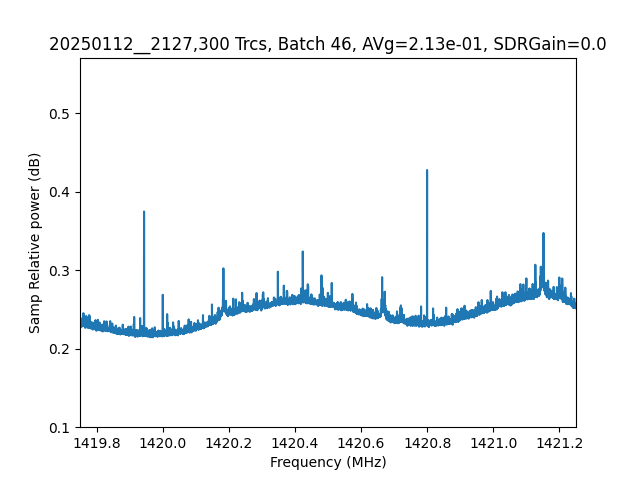 20250112__2127,300 Trcs, Batch 46, AVg=2.13e-01, SDRGain=0.0
0.5
0.4
0.3
0.2
0.1
Samp Relative power (dB)
1419.8 1420.0 1420.2 1420.4 1420.6 1420.8 1421.0 1421.2
Frequency (MHz)